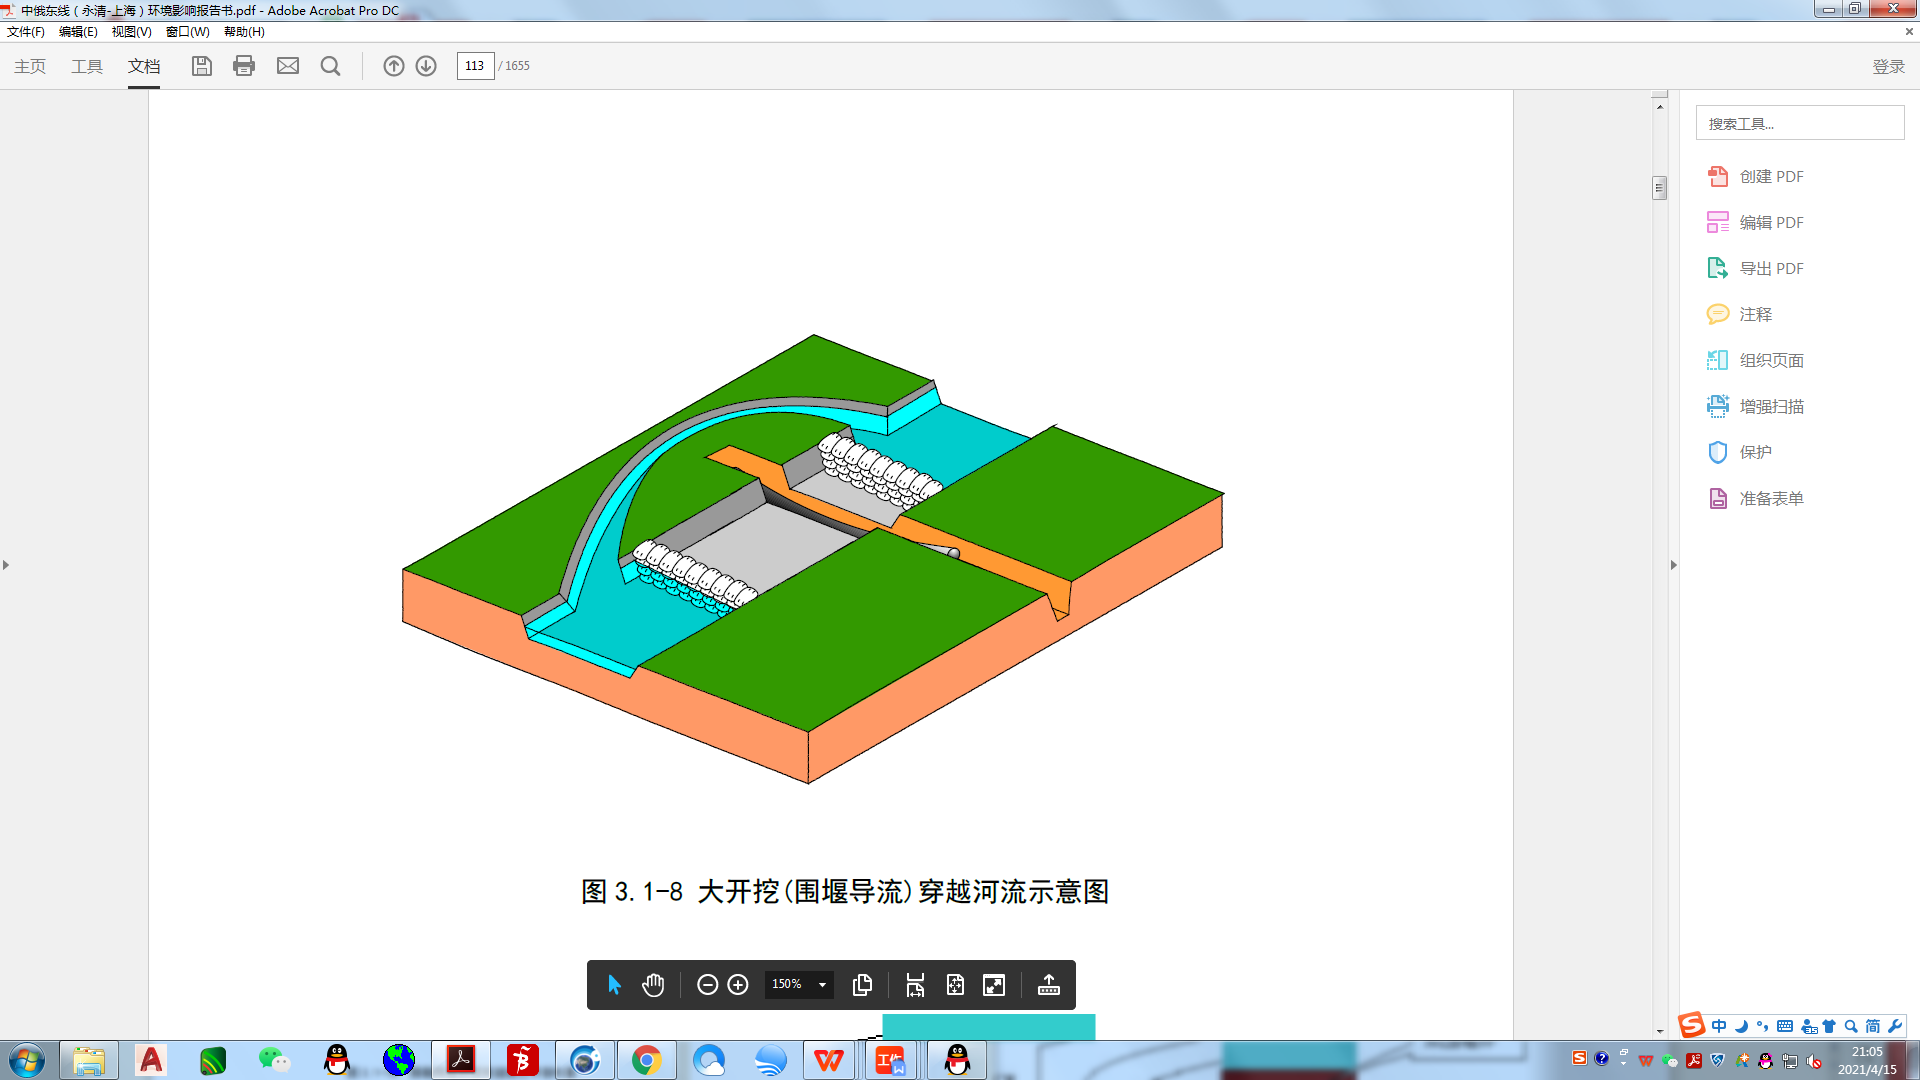 中俄东线（永清-上海）环境影响报告书.pdf - Adobe Acrobat Pro DC
文件(F) 编辑(E) 视图(V) 窗口(W) 帮助(H)
主页 工具 文档 113 / 1655 登录
搜索工具...
创建 PDF
编辑 PDF
导出 PDF
注释
组织页面
增强扫描
保护
准备表单
图 3.1-8 大开挖(围堰导流)穿越河流示意图
150%
中 简
工作
21:05
2021/4/15